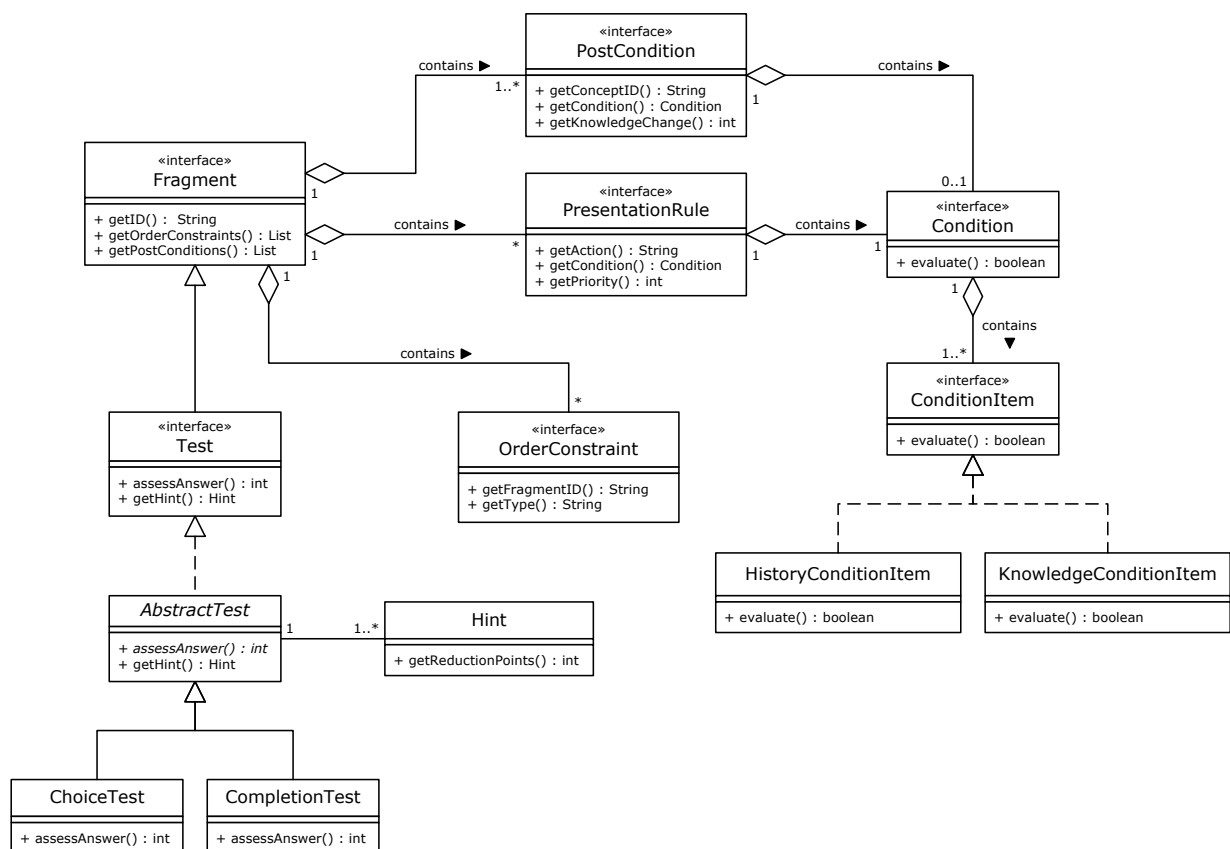 «interface»
PostCondition
+ getConceptID() : String
+ getCondition() : Condition
+ getKnowledgeChange() : int
contains ►
1..*
1
contains ►
1
0..1
«interface»
Fragment
+ getID() :  String
+ getOrderConstraints() : List
+ getPostConditions() : List
contains ►
1
*
«interface»
PresentationRule
+ getAction() : String
+ getCondition() : Condition
+ getPriority() : int
contains ►
1
1
«interface»
Condition
+ evaluate() : boolean
1
contains
▼
1..*
1
contains ►
*
«interface»
ConditionItem
+ evaluate() : boolean
«interface»
Test
+ assessAnswer() : int
+ getHint() : Hint
«interface»
OrderConstraint
+ getFragmentID() : String
+ getType() : String
HistoryConditionItem
+ evaluate() : boolean
KnowledgeConditionItem
+ evaluate() : boolean
AbstractTest
+ assessAnswer() : int
+ getHint() : Hint
1
1..*
Hint
+ getReductionPoints() : int
ChoiceTest
+ assessAnswer() : int
CompletionTest
+ assessAnswer() : int